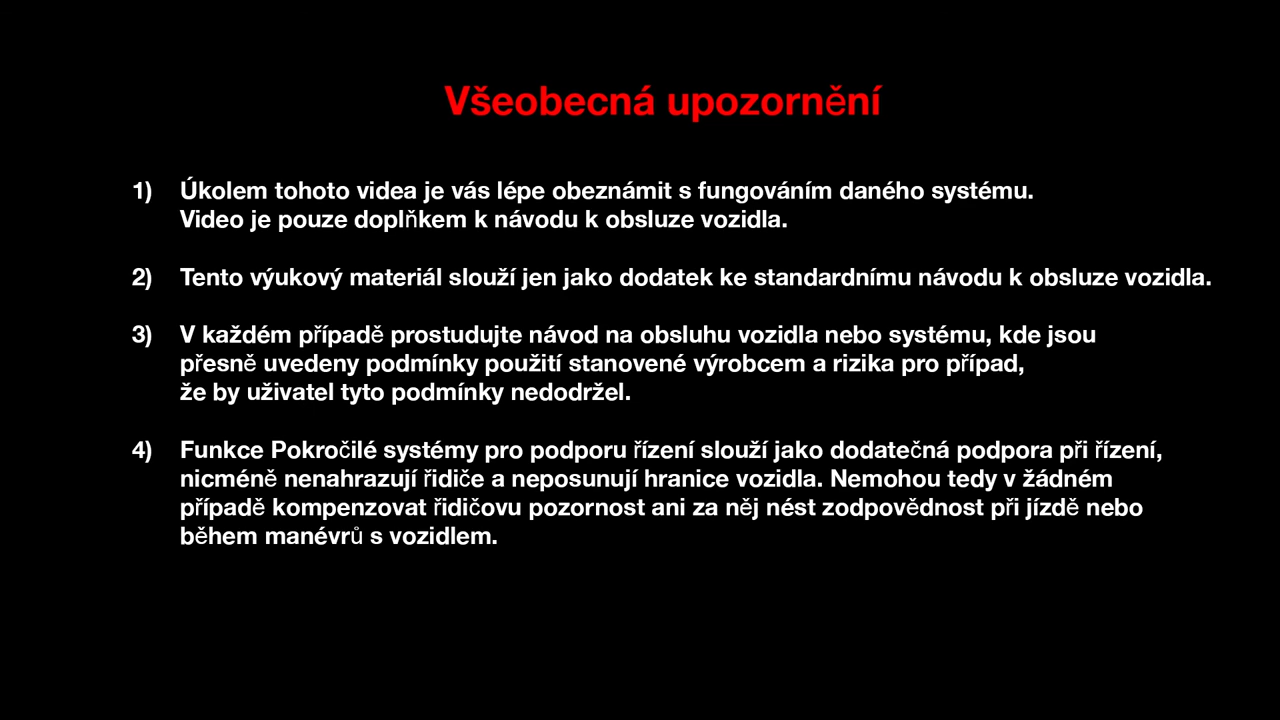 Všeobecná upozornění
1) Úkolem tohoto videa je vás lépe obeznámit s fungováním daného systému.
Video je pouze doplňkem k návodu k obsluze vozidla.
2) Tento výukový materiál slouží jen jako dodatek ke standardnímu návodu k obsluze vozidla.
3) V každém případě prostudujte návod na obsluhu vozidla nebo systému, kde jsou
přesně uvedeny podmínky použití stanovené výrobcem a rizika pro případ,
že by uživatel tyto podmínky nedodržel.
4) Funkce Pokročilé systémy pro podporu řízení slouží jako dodatečná podpora při řízení,
nicméně nenahrazují řidiče a neposunují hranice vozidla. Nemohou tedy v žádném
případě kompenzovat řidičovu pozornost ani za něj nést zodpovědnost při jízdě nebo
během manévrů s vozidlem.